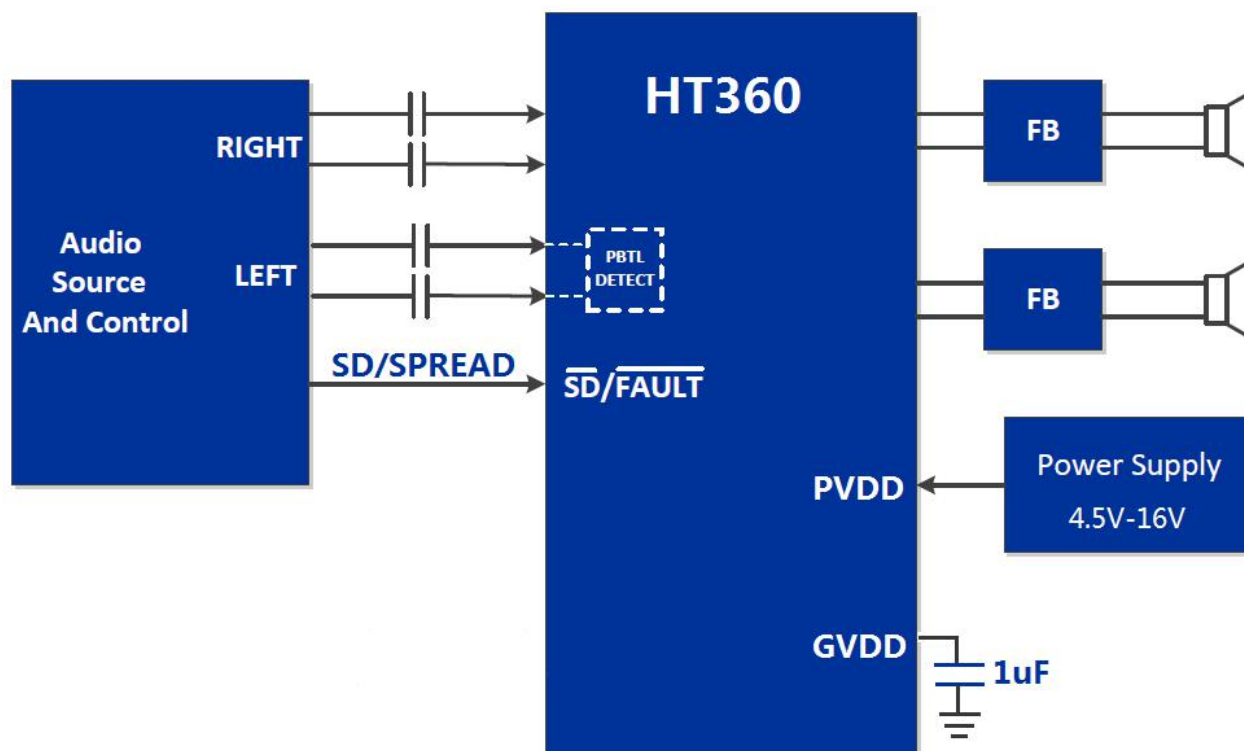 HT360
RIGHT
FB
Audio
Source
And Control
LEFT
PBTL
DETECT
FB
SD/SPREAD
SD/FAULT
PVDD
Power Supply
4.5V-16V
GVDD
1uF